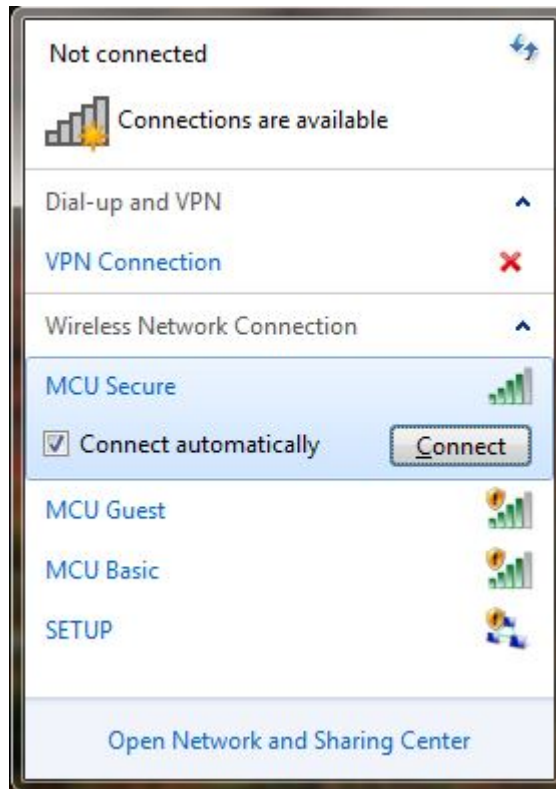 Not connected
Connections are available
Dial-up and VPN
VPN Connection
Wireless Network Connection
MCU Secure
Connect automatically Connect
MCU Guest
MCU Basic
SETUP
Open Network and Sharing Center